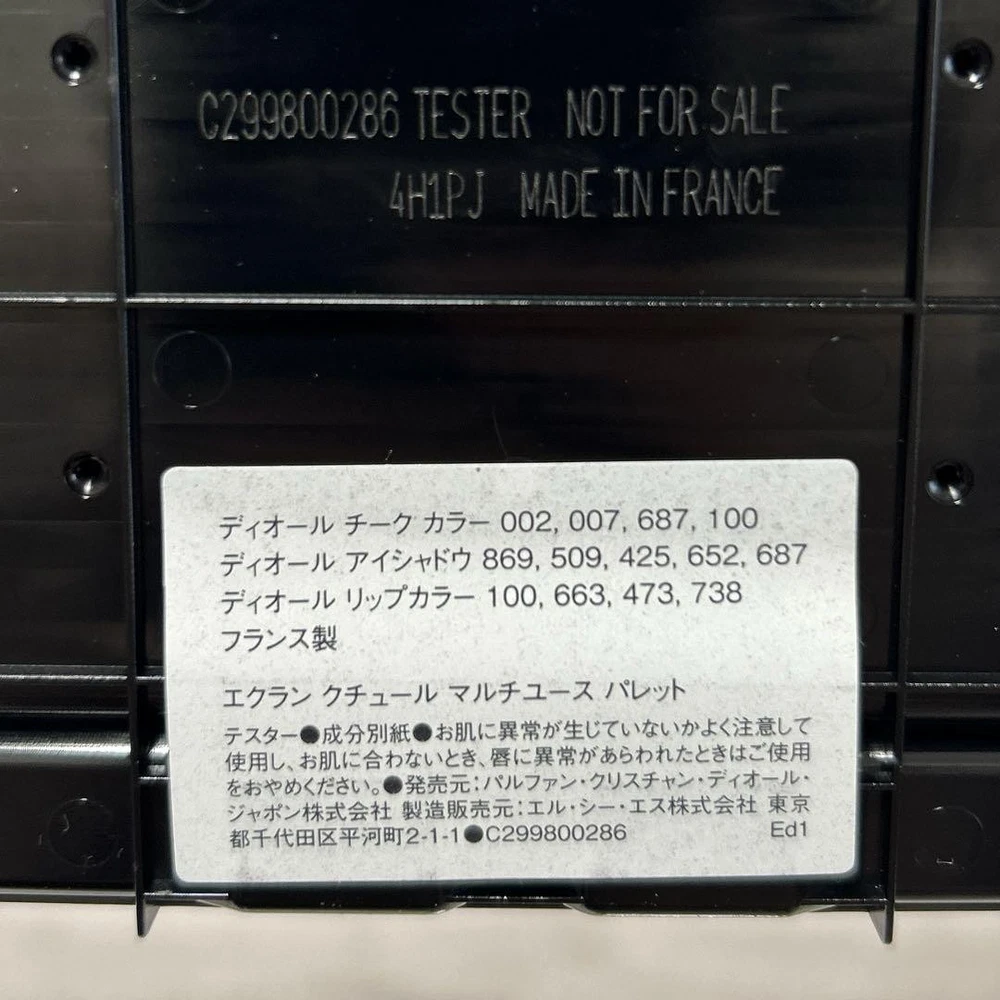 C299800286 TESTER NOT FOR SALE
4H1PJ MADE IN FRANCE
ディオール チーク カラー 002, 007, 687, 100
ディオール アイシャドウ 869, 509, 425, 652, 687
ディオール リップカラー 100, 663, 473, 738
フランス製
エクラン クチュール マルチユース パレット
テスター●成分別紙●お肌に異常が生じていないかよく注意して
使用し、お肌に合わないとき、唇に異常があらわれたときはご使用
をおやめください。●発売元:パルファン・クリスチャン・ディオール・
ジャポン株式会社 製造販売元:エル・シー・エス株式会社 東京
都千代田区平河町2-1-1●C299800286 Ed1